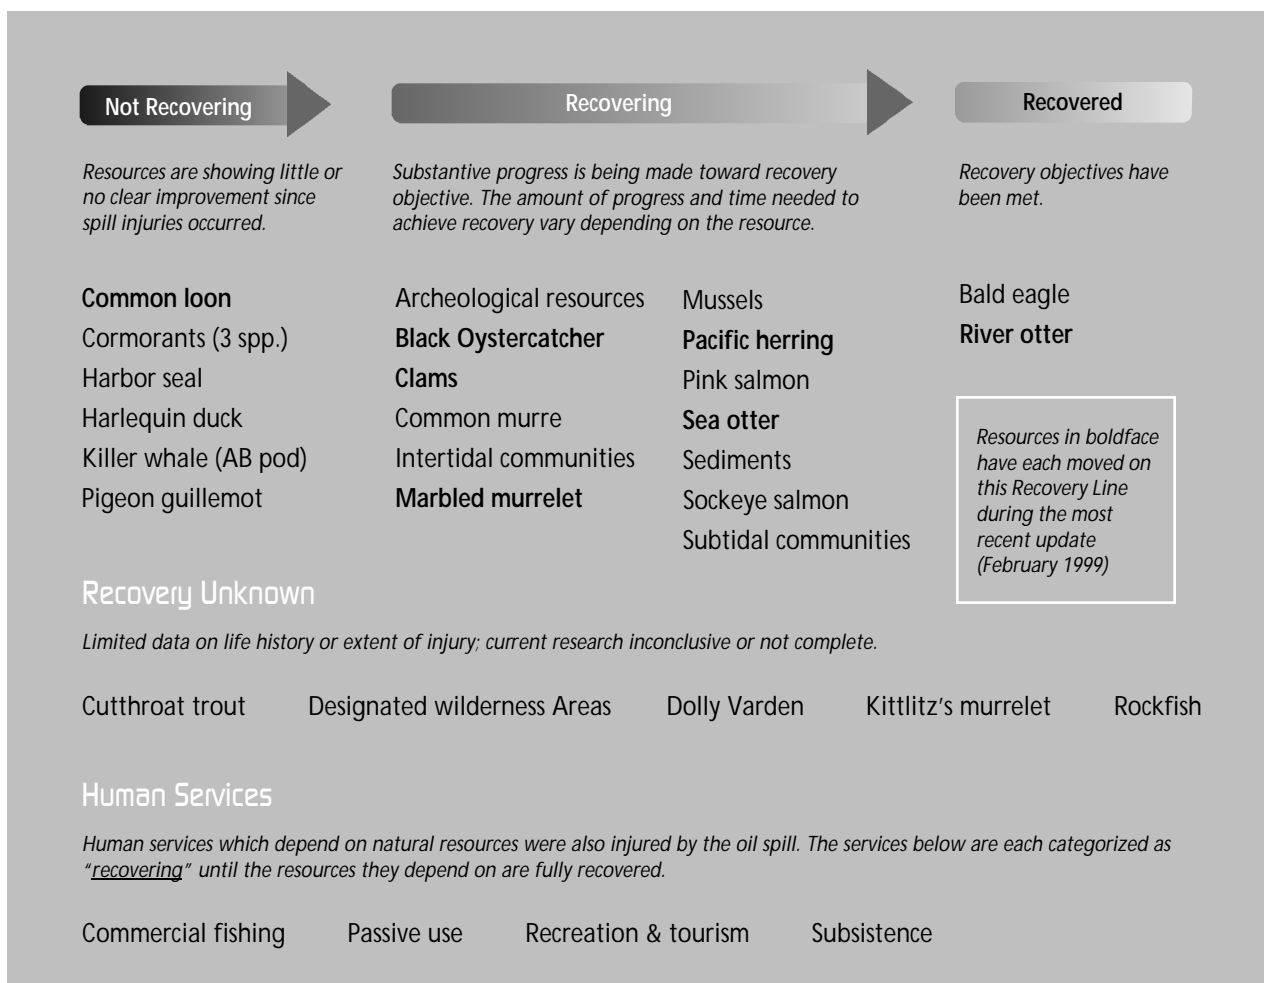 Not Recovering
Recovering
Recovered
Resources are showing little or
no clear improvement since
spill injuries occurred.
Substantive progress is being made toward recovery
objective. The amount of progress and time needed to
achieve recovery vary depending on the resource.
Recovery objectives have
been met.
Common loon
Cormorants (3 spp.)
Harbor seal
Harlequin duck
Killer whale (AB pod)
Pigeon guillemot
Archeological resources
Black Oystercatcher
Clams
Common murre
Intertidal communities
Marbled murrelet
Mussels
Pacific herring
Pink salmon
Sea otter
Sediments
Sockeye salmon
Subtidal communities
Bald eagle
River otter
Resources in boldface
have each moved on
this Recovery Line
during the most
recent update
(February 1999)
Recovery Unknown
Limited data on life history or extent of injury; current research inconclusive or not complete.
Cutthroat trout Designated wilderness Areas Dolly Varden Kittlitz's murrelet Rockfish
Human Services
Human services which depend on natural resources were also injured by the oil spill. The services below are each categorized as
"recovering" until the resources they depend on are fully recovered.
Commercial fishing Passive use Recreation & tourism Subsistence